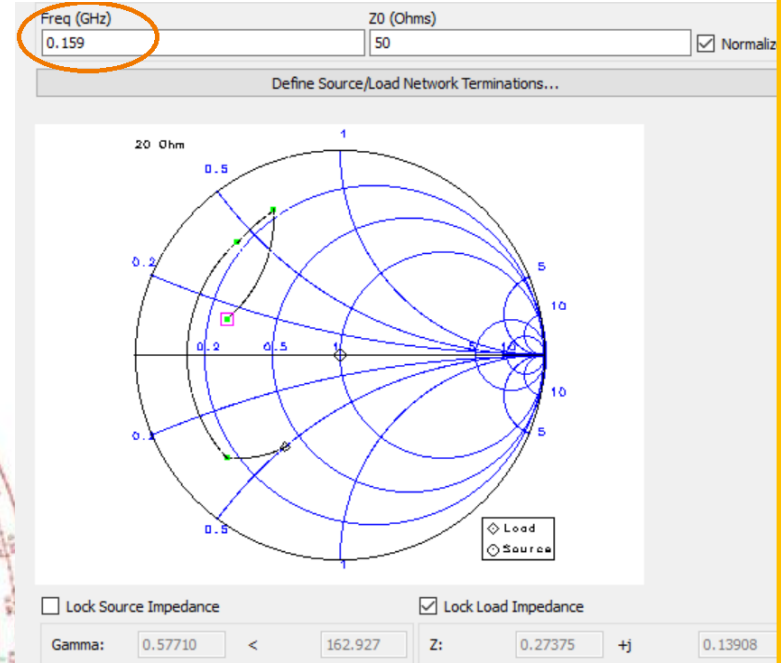 Freq (GHz) Z0 (Ohms)
0.159 50 Normaliz
Define Source/Load Network Terminations...
20 Ohm
1
0.5
0.2
5
10
0.2 0.5 1 5 10
10
5
0.2
0.5
1
Load
Source
Lock Source Impedance Lock Load Impedance
Gamma: 0.57710 < 162.927 Z: 0.27375 +j 0.13908